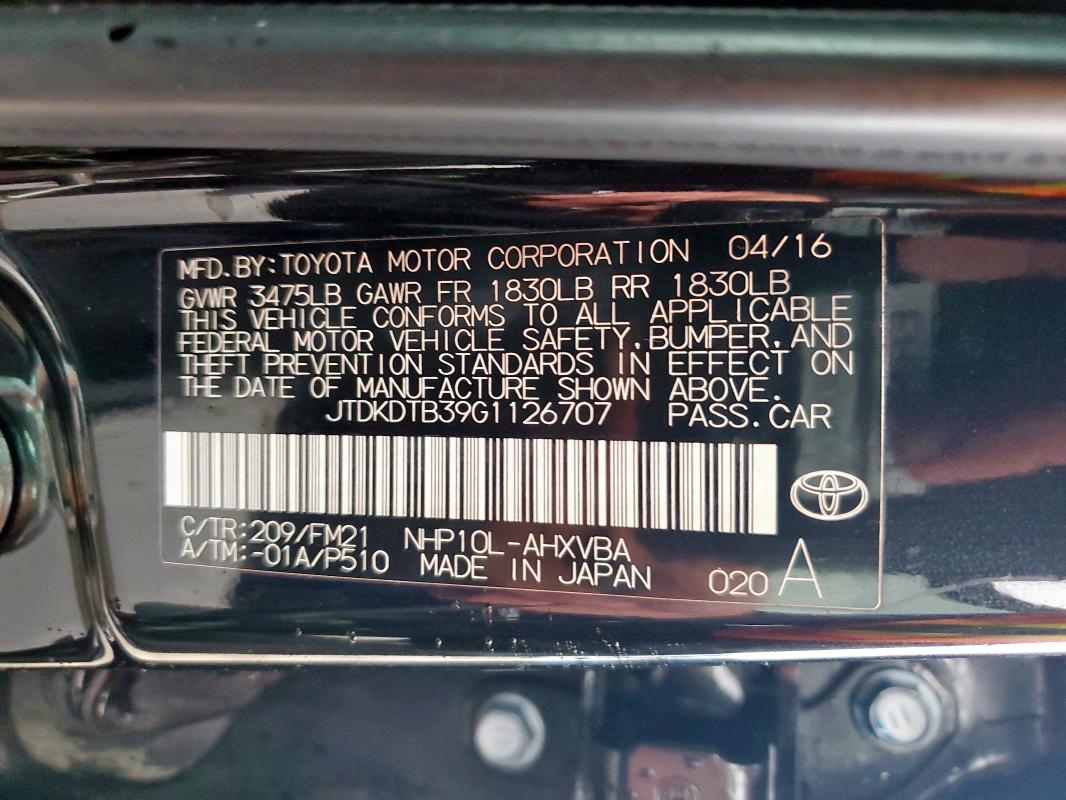 MFD.BY:TOYOTA MOTOR CORPORATION 04/16
GVWR 3475LB GAWR FR 1830LB RR 1830LB
THIS VEHICLE CONFORMS TO ALL APPLICABLE
FEDERAL MOTOR VEHICLE SAFETY,BUMPER,AND
THEFT PREVENTION STANDARDS IN EFFECT ON
THE DATE OF MANUFACTURE SHOWN ABOVE.
JTDKDTB39G1126707 PASS.CAR
C/TR:209/FM21 NHP10L-AHXVBA
A/TM:-01A/P510 MADE IN JAPAN 020 A